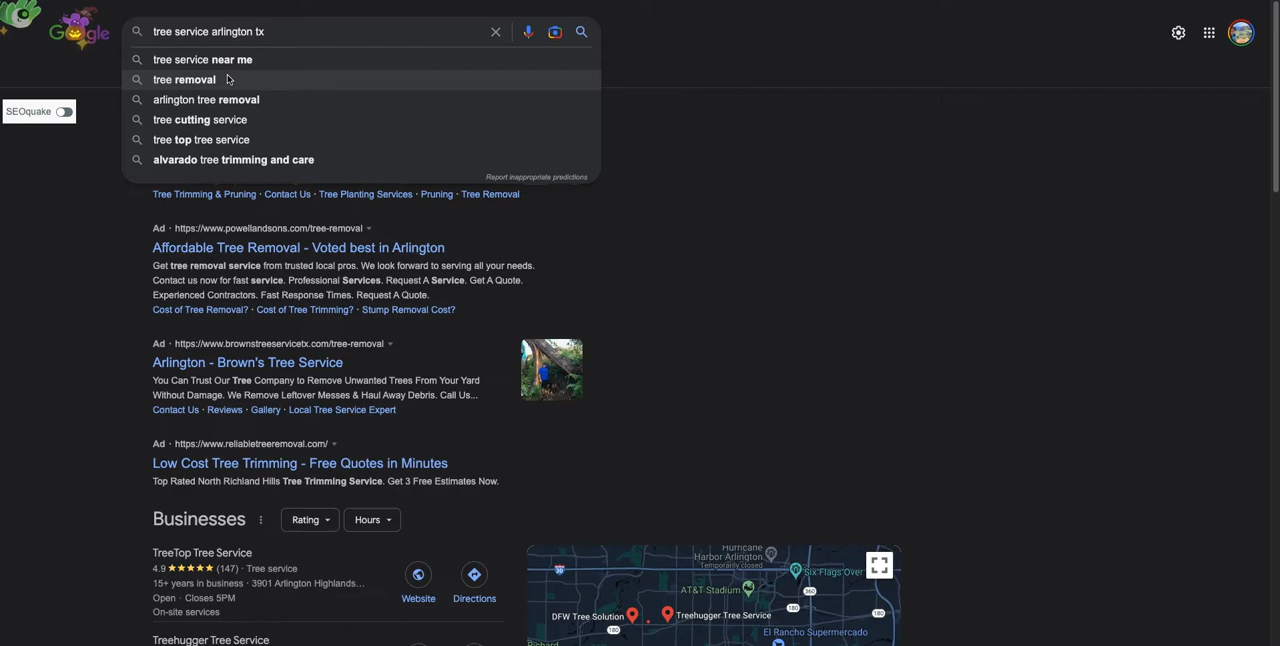 Google
tree service arlington tx
tree service near me
tree removal
arlington tree removal
tree cutting service
tree top tree service
alvarado tree trimming and care
Report inappropriate predictions
SEOquake
Tree Trimming & Pruning · Contact Us · Tree Planting Services · Pruning · Tree Removal
Ad · https://www.powellandsons.com/tree-removal
Affordable Tree Removal - Voted best in Arlington
Get tree removal service from trusted local pros. We look forward to serving all your needs.
Contact us now for fast service. Professional Services. Request A Service. Get A Quote.
Experienced Contractors. Fast Response Times. Request A Quote.
Cost of Tree Removal? · Cost of Tree Trimming? · Stump Removal Cost?
Ad · https://www.brownstreeservicetx.com/tree-removal
Arlington - Brown's Tree Service
You Can Trust Our Tree Company to Remove Unwanted Trees From Your Yard
Without Damage. We Remove Leftover Messes & Haul Away Debris. Call Us...
Contact Us · Reviews · Gallery · Local Tree Service Expert
Ad · https://www.reliabletreeremoval.com/
Low Cost Tree Trimming - Free Quotes in Minutes
Top Rated North Richland Hills Tree Trimming Service. Get 3 Free Estimates Now.
Businesses
Rating
Hours
TreeTop Tree Service
4.9 ★★★★★ (147) · Tree service
15+ years in business · 3901 Arlington Highlands...
Open · Closes 5PM
On-site services
Website
Directions
Treehugger Tree Service
Hurricane
Harbor Arlington
Temporarily closed
30
Six Flags Over
AT&T Stadium
360
180
DFW Tree Solution
Treehugger Tree Service
180
180
El Rancho Supermercado
Richard